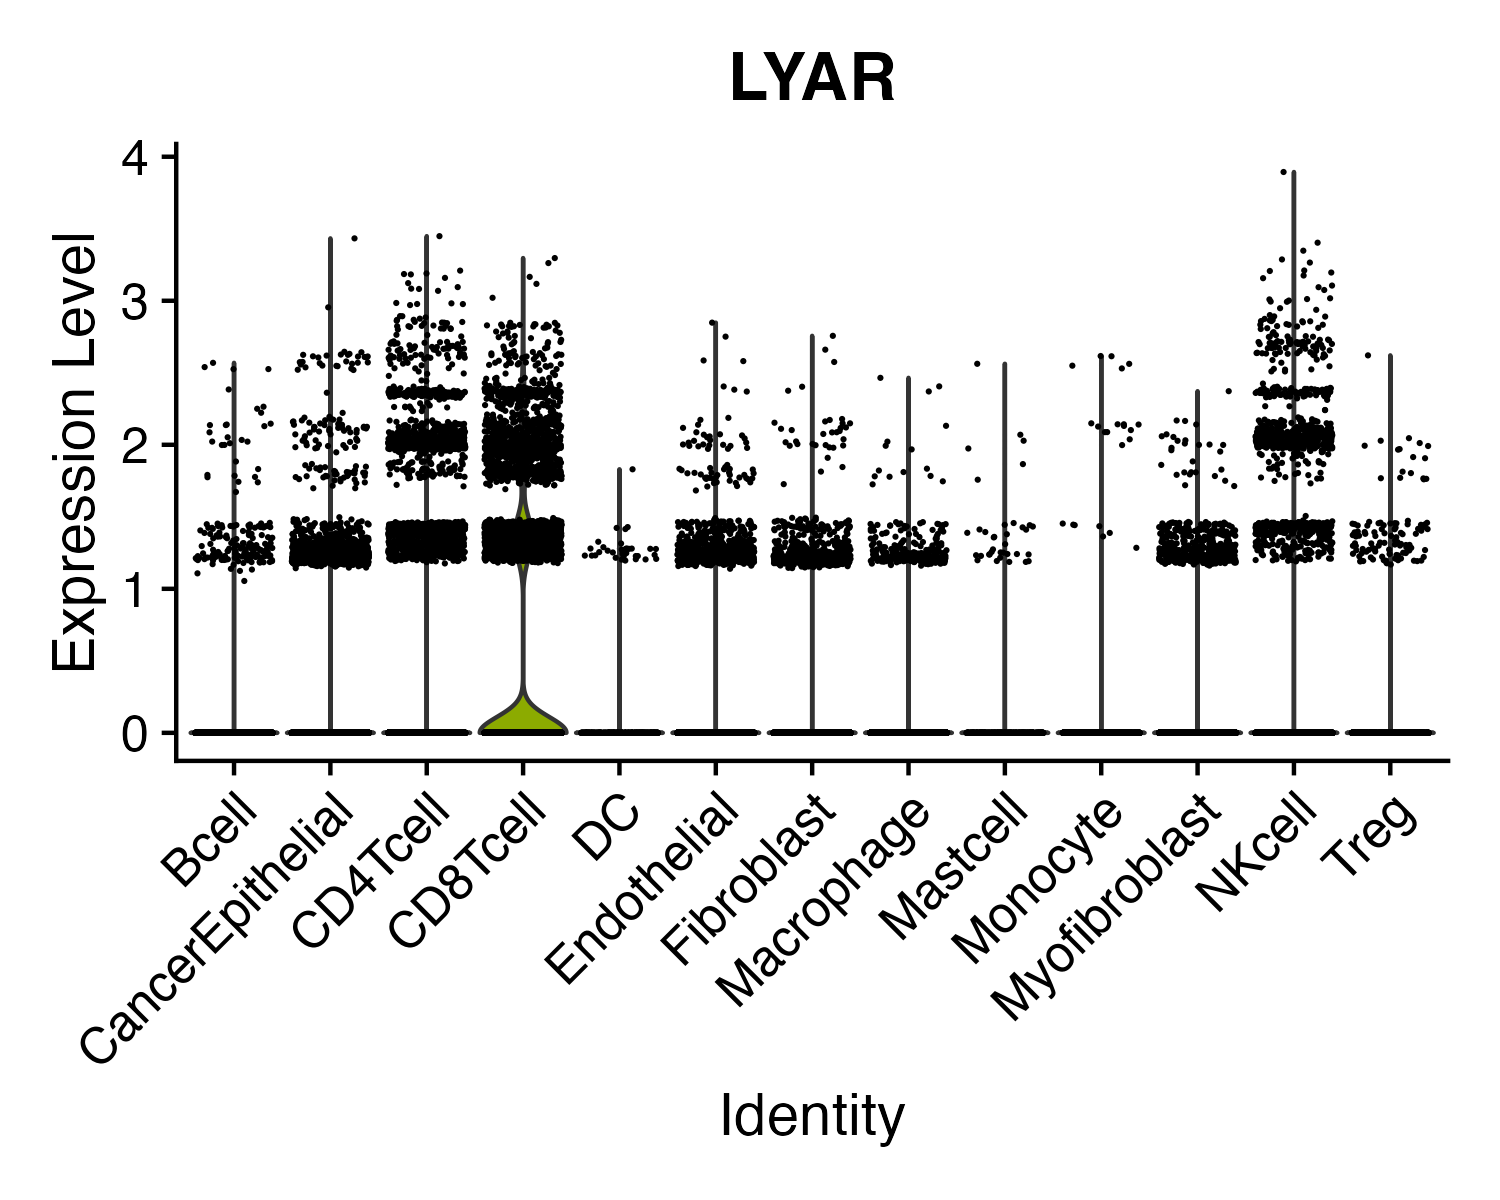 LYAR
Expression Level
4
3
2
1
0
Bcell
CancerEpithelial
CD4Tcell
CD8Tcell
DC
Endothelial
Fibroblast
Macrophage
Mastcell
Monocyte
Myofibroblast
NKcell
Treg
Identity